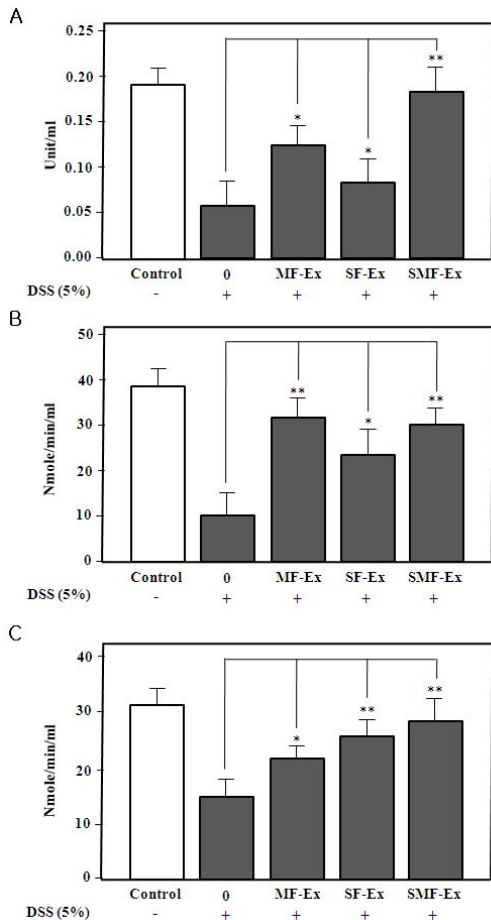 A
0.25
0.20
**
0.15
*
Unit/ml
0.10
*
0.05
0.00
Control 0 MF-Ex SF-Ex SMF-Ex
DSS (5%) - + + + +
B
50
40
** * **
30
Nmole/min/ml
20
10
0
Control 0 MF-Ex SF-Ex SMF-Ex
DSS (5%) - + + + +
C
40
** **
30
*
Nmole/min/ml
20
10
0
Control 0 MF-Ex SF-Ex SMF-Ex
DSS (5%) - + + + +